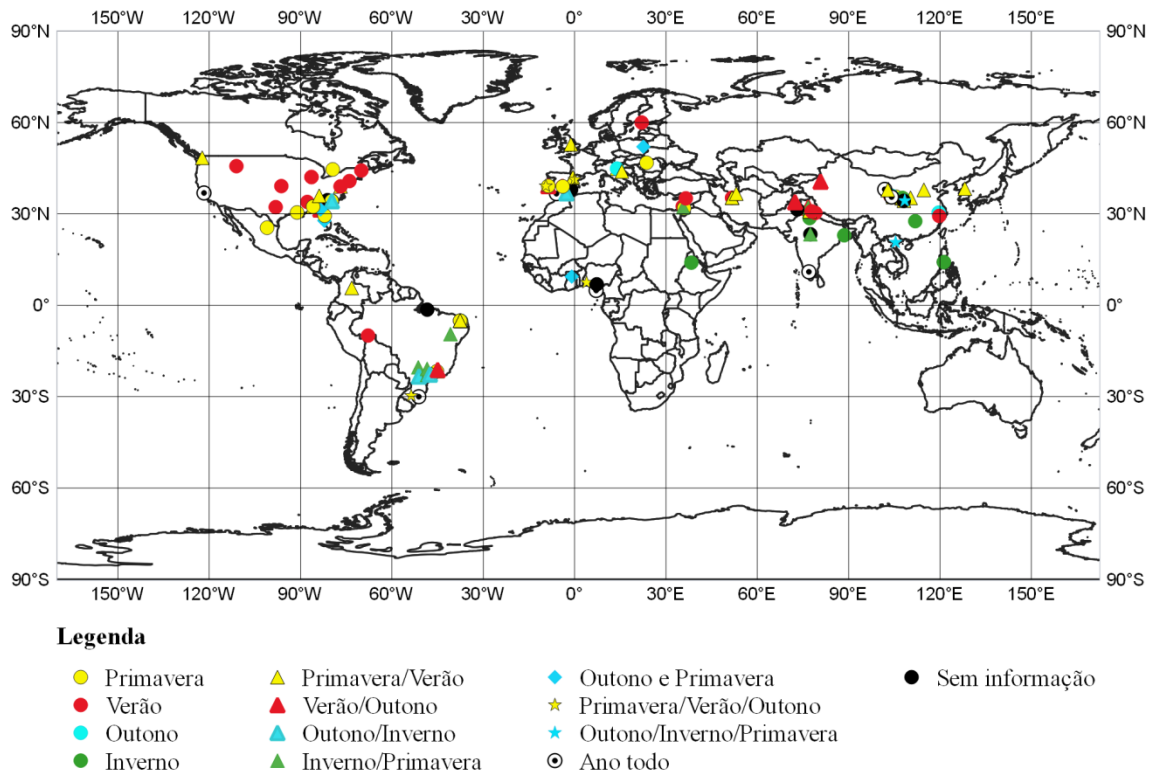 150°W 120°W 90°W 60°W 30°W 0° 30°E 60°E 90°E 120°E 150°E
90°N 90°N
60°N 60°N
30°N 30°N
0° 0°
30°S 30°S
60°S 60°S
90°S 90°S
150°W 120°W 90°W 60°W 30°W 0° 30°E 60°E 90°E 120°E 150°E
Legenda
Primavera Primavera/Verão Outono e Primavera Sem informação
Verão Verão/Outono Primavera/Verão/Outono
Outono Outono/Inverno Outono/Inverno/Primavera
Inverno Inverno/Primavera Ano todo